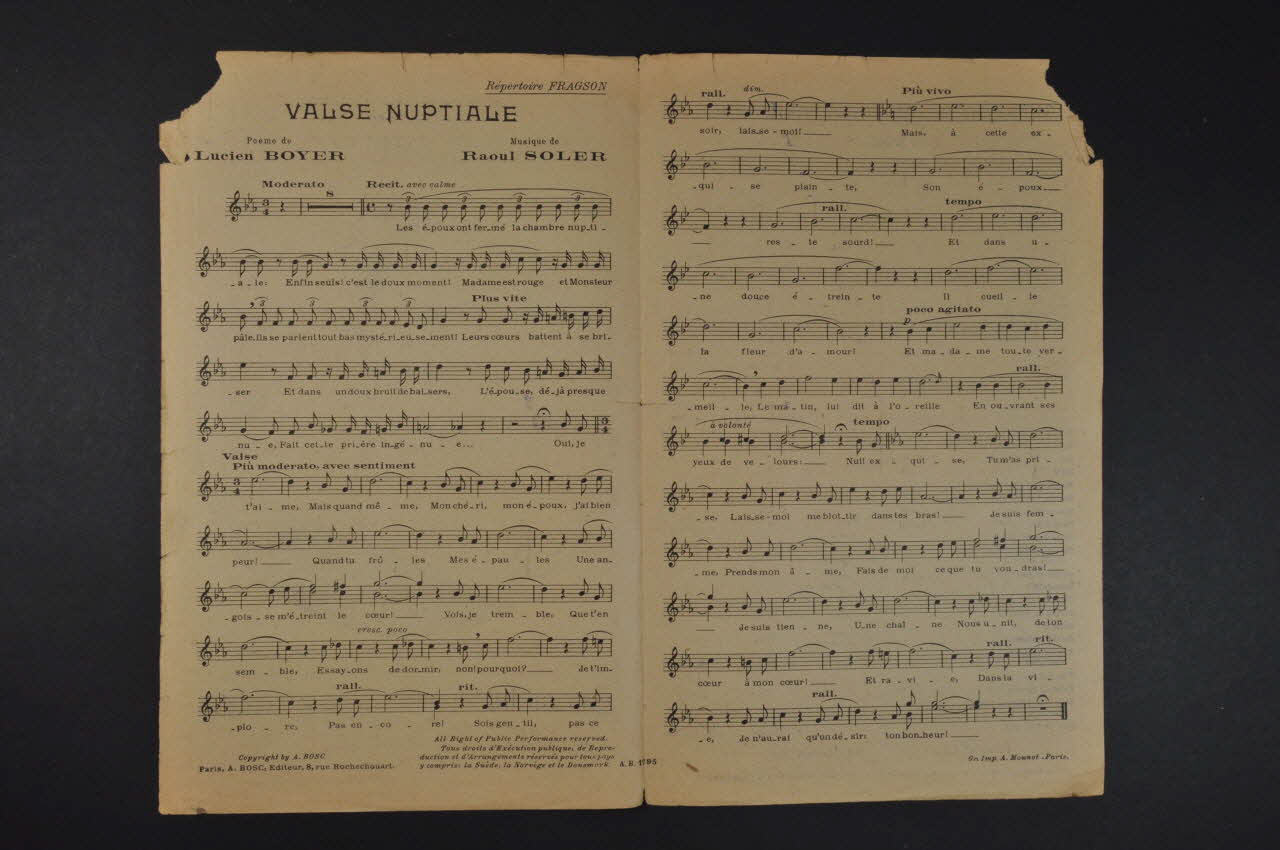 Répertoire FRAGSON
VALSE NUPTIALE
Poeme de
Lucien BOYER
Musique de
Raoul SOLER
Moderato
8
Récit. avec calme
Les é-poux ont fer-mé la chambre nup-ti-
-a-le: Enfin seuls! c'est le doux moment! Madame est rouge et Monsieur
Plus vite
pâle. Ils se parlent tout bas mysté-ri-eu-se-ment! Leurs cœurs battent à se bri-
-ser Et dans un doux bruit de bai-sers, L'é-pou-se, dé-jà presque
nu-e, Fait cet-te pri-ère in-gé-nu-e... Oui, je
Valse
Più moderato, avec sentiment
t'ai-me, Mais quand mê-me, Mon ché-ri, mon é-poux, j'ai bien
peur! Quand tu frô-les Mes é-pau-les Une an-
-gois-se m'é-treint le cœur! Vois, je trem-ble, Que t'en
cresc. poco
sem-ble, Essay-ons de dor-mir, non! pourquoi? Je t'im-
rall. rit.
-plo-re, Pas en-co-re! Sois gen-til, pas ce
Copyright by A. BOSC
Paris, A. BOSC, Editeur, 8, rue Rochechouart.
All Right of Public Performance reserved.
Tous droits d'Exécution publique, de Repro-
duction et d'Arrangements réservés pour tous pays
y compris: la Suède, la Norvège et le Danemark.
A. B. 1795
rall. dim. Più vivo
soir, lais-se-moi! Mais, à cette ex-
-qui-se plain-te, Son é-poux
rall. tempo
res-te sourd! Et dans u-
-ne douce é-trein-te Il cueil-le
poco agitato
p
la fleur d'a-mour! Et ma-da-me tou-te ver-
rall.
-meil-le, Le ma-tin, lui dit à l'o-reille En ou-vrant ses
à volonté tempo
yeux de ve-lours: Nuit ex-qui-se, Tu m'as pri-
-se, Lais-se-moi me blot-tir dans tes bras! Je suis fem-
-me, Prends mon â-me, Fais de moi ce que tu vou-dras!
Je suis tien-ne, U-ne chaî-ne Nous u-nit, de ton
rall. rit.
cœur à mon cœur! Et ra-vi-e, Dans la vi-
rall.
-e, Je n'au-rai qu'un dé-sir: ton bon-heur!
Gn Imp. A. Mounot - Paris.